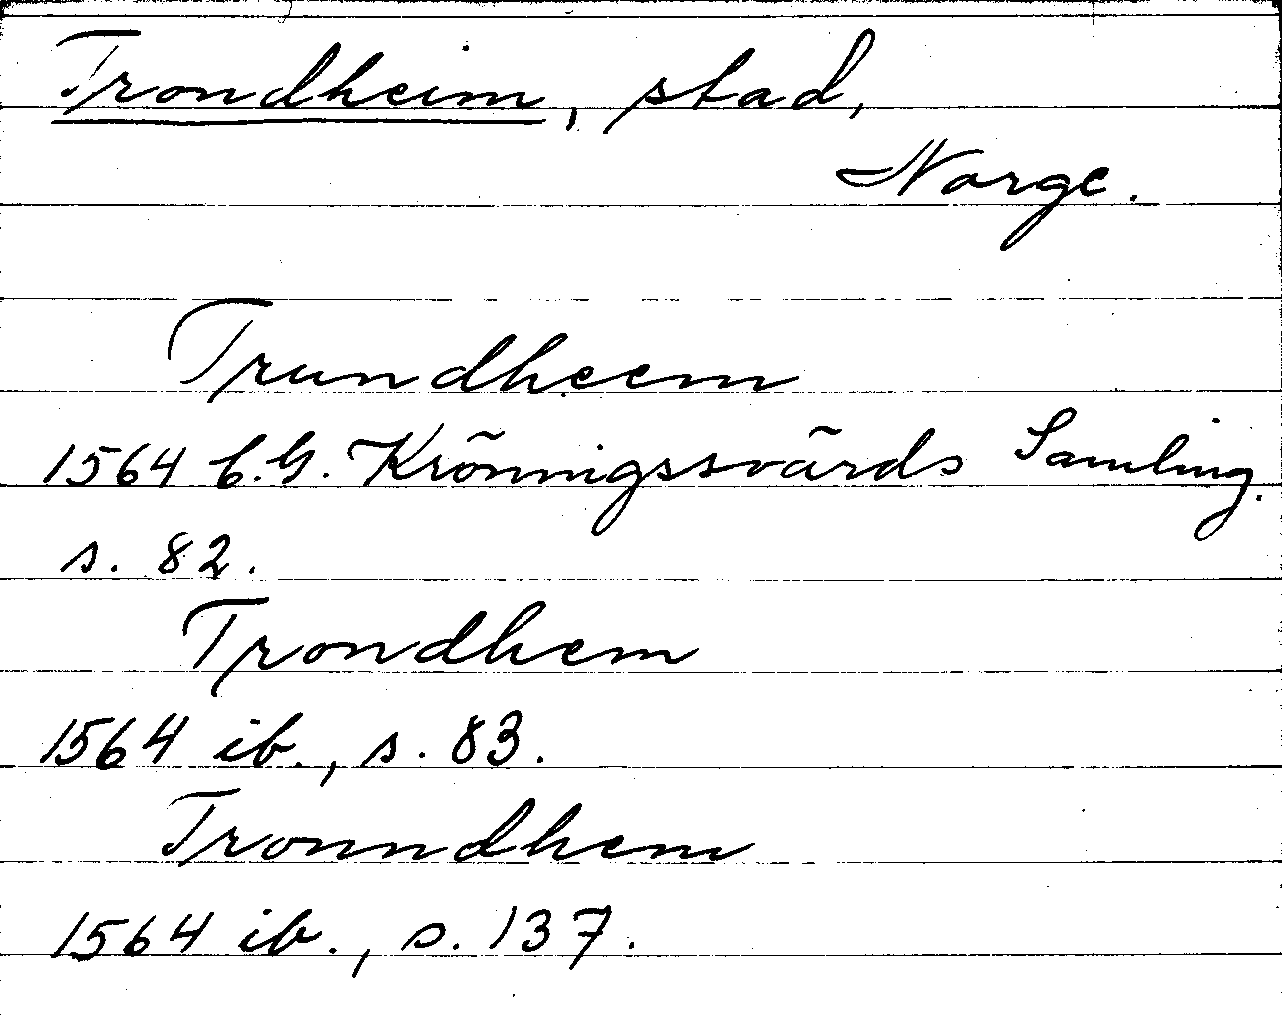 Trondheim, stad,
Norge.
Trundheem
1564 C.G. Krönnigssvärds Samling.
s. 82.
Trondhem
1564 ib., s. 83.
Tronndhem
1564 ib., s. 137.